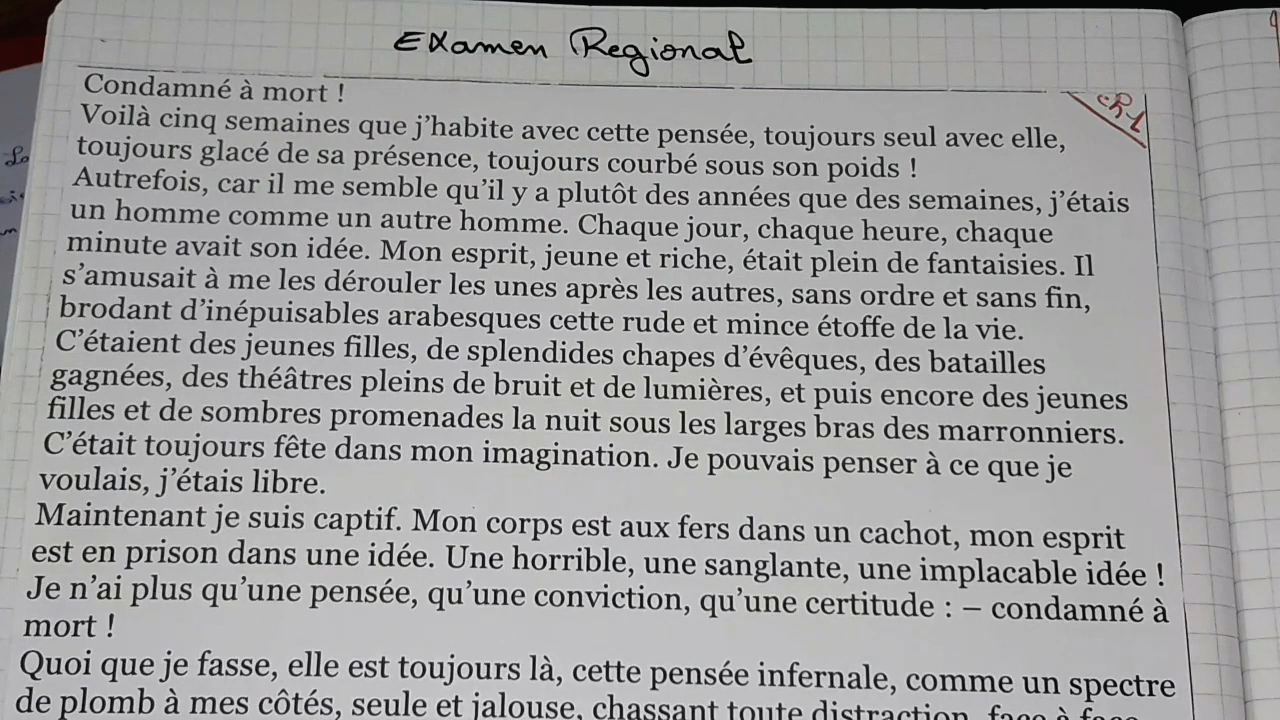 Examen Regional
CR1
Condamné à mort !
Voilà cinq semaines que j'habite avec cette pensée, toujours seul avec elle,
toujours glacé de sa présence, toujours courbé sous son poids !
Autrefois, car il me semble qu'il y a plutôt des années que des semaines, j'étais
un homme comme un autre homme. Chaque jour, chaque heure, chaque
minute avait son idée. Mon esprit, jeune et riche, était plein de fantaisies. Il
s'amusait à me les dérouler les unes après les autres, sans ordre et sans fin,
brodant d'inépuisables arabesques cette rude et mince étoffe de la vie.
C'étaient des jeunes filles, de splendides chapes d'évêques, des batailles
gagnées, des théâtres pleins de bruit et de lumières, et puis encore des jeunes
filles et de sombres promenades la nuit sous les larges bras des marronniers.
C'était toujours fête dans mon imagination. Je pouvais penser à ce que je
voulais, j'étais libre.
Maintenant je suis captif. Mon corps est aux fers dans un cachot, mon esprit
est en prison dans une idée. Une horrible, une sanglante, une implacable idée !
Je n'ai plus qu'une pensée, qu'une conviction, qu'une certitude : – condamné à
mort !
Quoi que je fasse, elle est toujours là, cette pensée infernale, comme un spectre
de plomb à mes côtés, seule et jalouse, chassant toute distraction, face à face